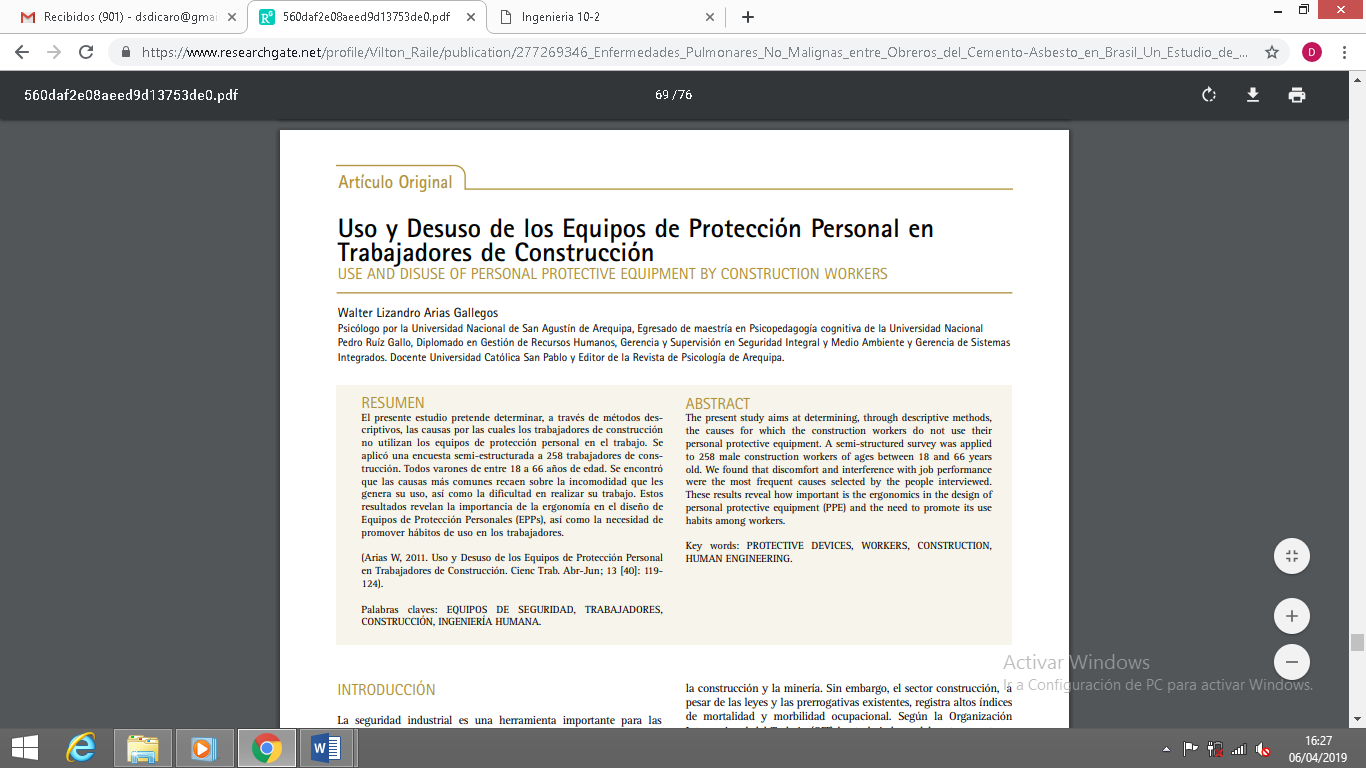 Recibidos (901) - dsdicaro@gmai
560daf2e08aeed9d13753de0.pdf
Ingenieria 10-2
https://www.researchgate.net/profile/Vilton_Raile/publication/277269346_Enfermedades_Pulmonares_No_Malignas_entre_Obreros_del_Cemento-Asbesto_en_Brasil_Un_Estudio_de_...
D
560daf2e08aeed9d13753de0.pdf
69 / 76
Artículo Original
Uso y Desuso de los Equipos de Protección Personal en
Trabajadores de Construcción
USE AND DISUSE OF PERSONAL PROTECTIVE EQUIPMENT BY CONSTRUCTION WORKERS
Walter Lizandro Arias Gallegos
Psicólogo por la Universidad Nacional de San Agustín de Arequipa, Egresado de maestría en Psicopedagogía cognitiva de la Universidad Nacional
Pedro Ruíz Gallo, Diplomado en Gestión de Recursos Humanos, Gerencia y Supervisión en Seguridad Integral y Medio Ambiente y Gerencia de Sistemas
Integrados. Docente Universidad Católica San Pablo y Editor de la Revista de Psicología de Arequipa.
RESUMEN
El presente estudio pretende determinar, a través de métodos des-
criptivos, las causas por las cuales los trabajadores de construcción
no utilizan los equipos de protección personal en el trabajo. Se
aplicó una encuesta semi-estructurada a 258 trabajadores de cons-
trucción. Todos varones de entre 18 a 66 años de edad. Se encontró
que las causas más comunes recaen sobre la incomodidad que les
genera su uso, así como la dificultad en realizar su trabajo. Estos
resultados revelan la importancia de la ergonomía en el diseño de
Equipos de Protección Personales (EPPs), así como la necesidad de
promover hábitos de uso en los trabajadores.
(Arias W, 2011. Uso y Desuso de los Equipos de Protección Personal
en Trabajadores de Construcción. Cienc Trab. Abr-Jun; 13 [40]: 119-
124).
Palabras claves: EQUIPOS DE SEGURIDAD, TRABAJADORES,
CONSTRUCCIÓN, INGENIERÍA HUMANA.
ABSTRACT
The present study aims at determining, through descriptive methods,
the causes for which the construction workers do not use their
personal protective equipment. A semi-structured survey was applied
to 258 male construction workers of ages between 18 and 66 years
old. We found that discomfort and interference with job performance
were the most frequent causes selected by the people interviewed.
These results reveal how important is the ergonomics in the design of
personal protective equipment (PPE) and the need to promote its use
habits among workers.
Key words: PROTECTIVE DEVICES, WORKERS, CONSTRUCTION,
HUMAN ENGINEERING.
INTRODUCCIÓN
La seguridad industrial es una herramienta importante para las
la construcción y la minería. Sin embargo, el sector construcción, a
pesar de las leyes y las prerrogativas existentes, registra altos índices
de mortalidad y morbilidad ocupacional. Según la Organización
Activar Windows
Ir a Configuración de PC para activar Windows.
16:27
06/04/2019